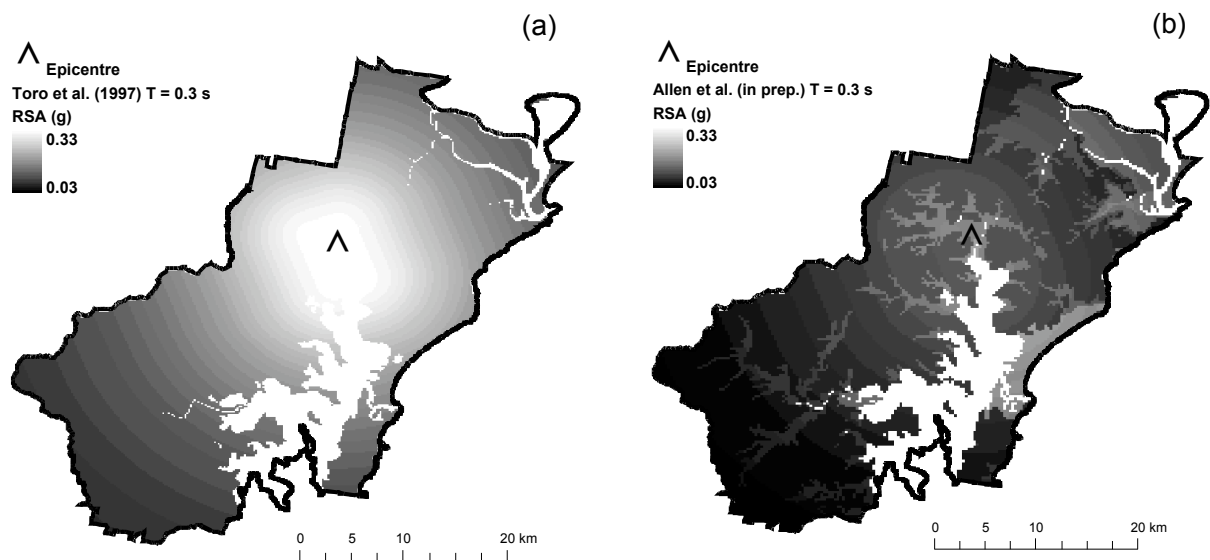 (a)
Epicentre
Toro et al. (1997) T = 0.3 s
RSA (g)
0.33
0.03
0 5 10 20 km
(b)
Epicentre
Allen et al. (in prep.) T = 0.3 s
RSA (g)
0.33
0.03
0 5 10 20 km